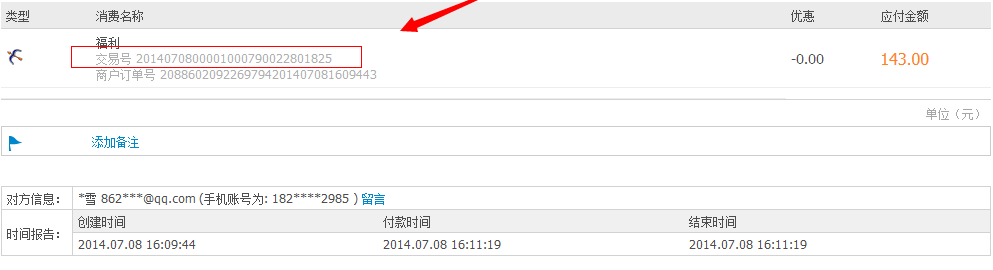 类型 消费名称 优惠 应付金额
福利
交易号 2014070800001000790022801825
商户订单号 2088602092269794201407081609443
-0.00 143.00
单位（元）
添加备注
对方信息： *雪 862***@qq.com (手机账号为: 182****2985 ) 留言
时间报告： 创建时间 付款时间 结束时间
2014.07.08 16:09:44 2014.07.08 16:11:19 2014.07.08 16:11:19